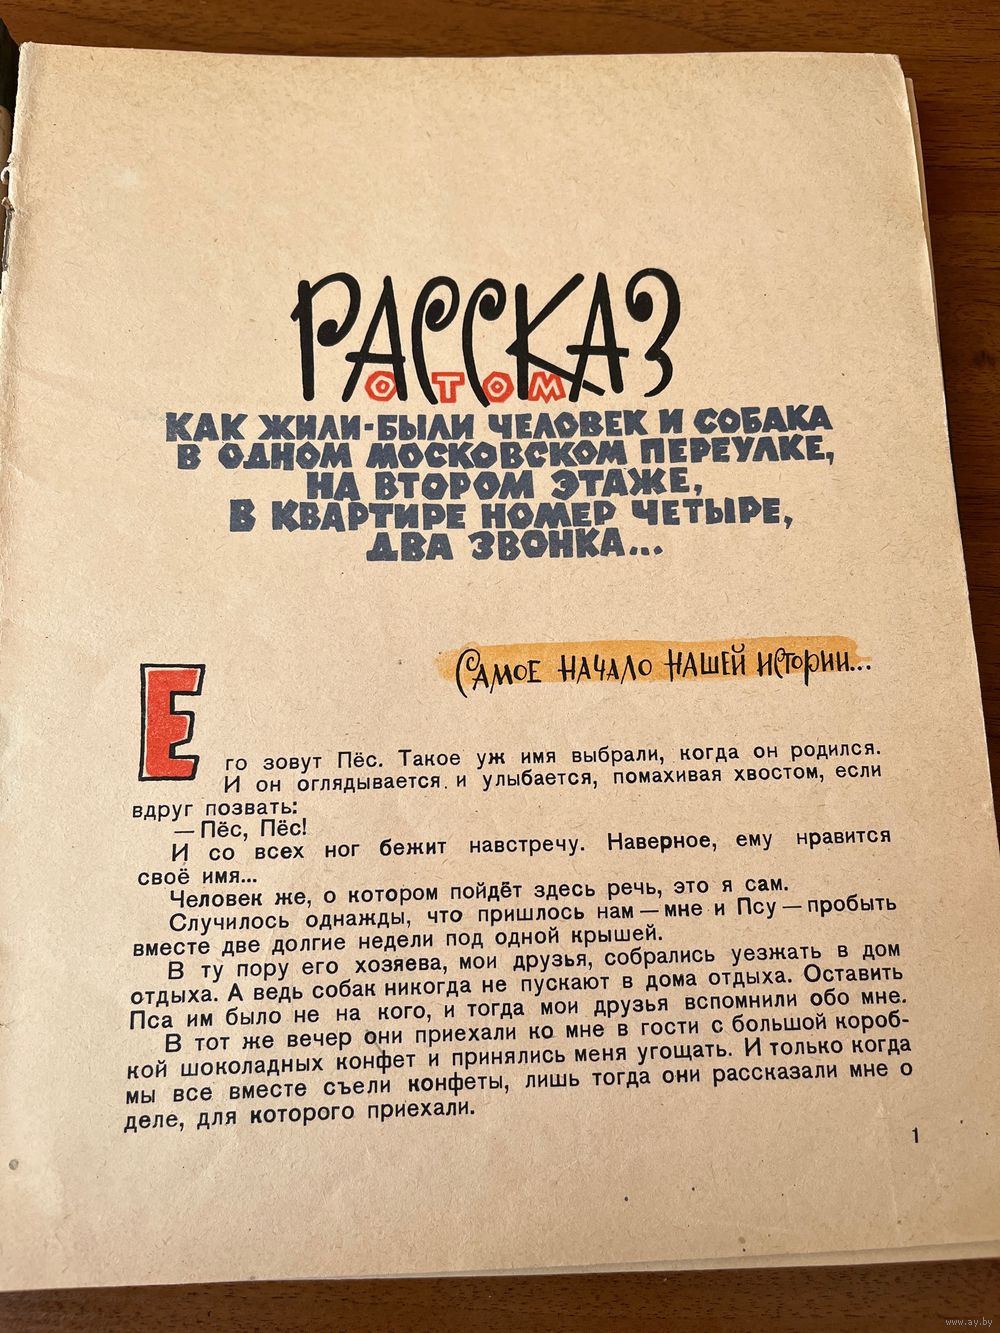 РАССКАЗ
О ТОМ
КАК ЖИЛИ-БЫЛИ ЧЕЛОВЕК И СОБАКА
В ОДНОМ МОСКОВСКОМ ПЕРЕУЛКЕ,
НА ВТОРОМ ЭТАЖЕ,
В КВАРТИРЕ НОМЕР ЧЕТЫРЕ,
ДВА ЗВОНКА...
САМОЕ НАЧАЛО НАШЕЙ ИСТОРИИ...
Его зовут Пёс. Такое уж имя выбрали, когда он родился.
И он оглядывается и улыбается, помахивая хвостом, если
вдруг позвать:
— Пёс, Пёс!
И со всех ног бежит навстречу. Наверное, ему нравится
своё имя...
Человек же, о котором пойдёт здесь речь, это я сам.
Случилось однажды, что пришлось нам — мне и Псу — пробыть
вместе две долгие недели под одной крышей.
В ту пору его хозяева, мои друзья, собрались уезжать в дом
отдыха. А ведь собак никогда не пускают в дома отдыха. Оставить
Пса им было не на кого, и тогда мои друзья вспомнили обо мне.
В тот же вечер они приехали ко мне в гости с большой короб-
кой шоколадных конфет и принялись меня угощать. И только когда
мы все вместе съели конфеты, лишь тогда они рассказали мне о
деле, для которого приехали.
1
www.ay.by